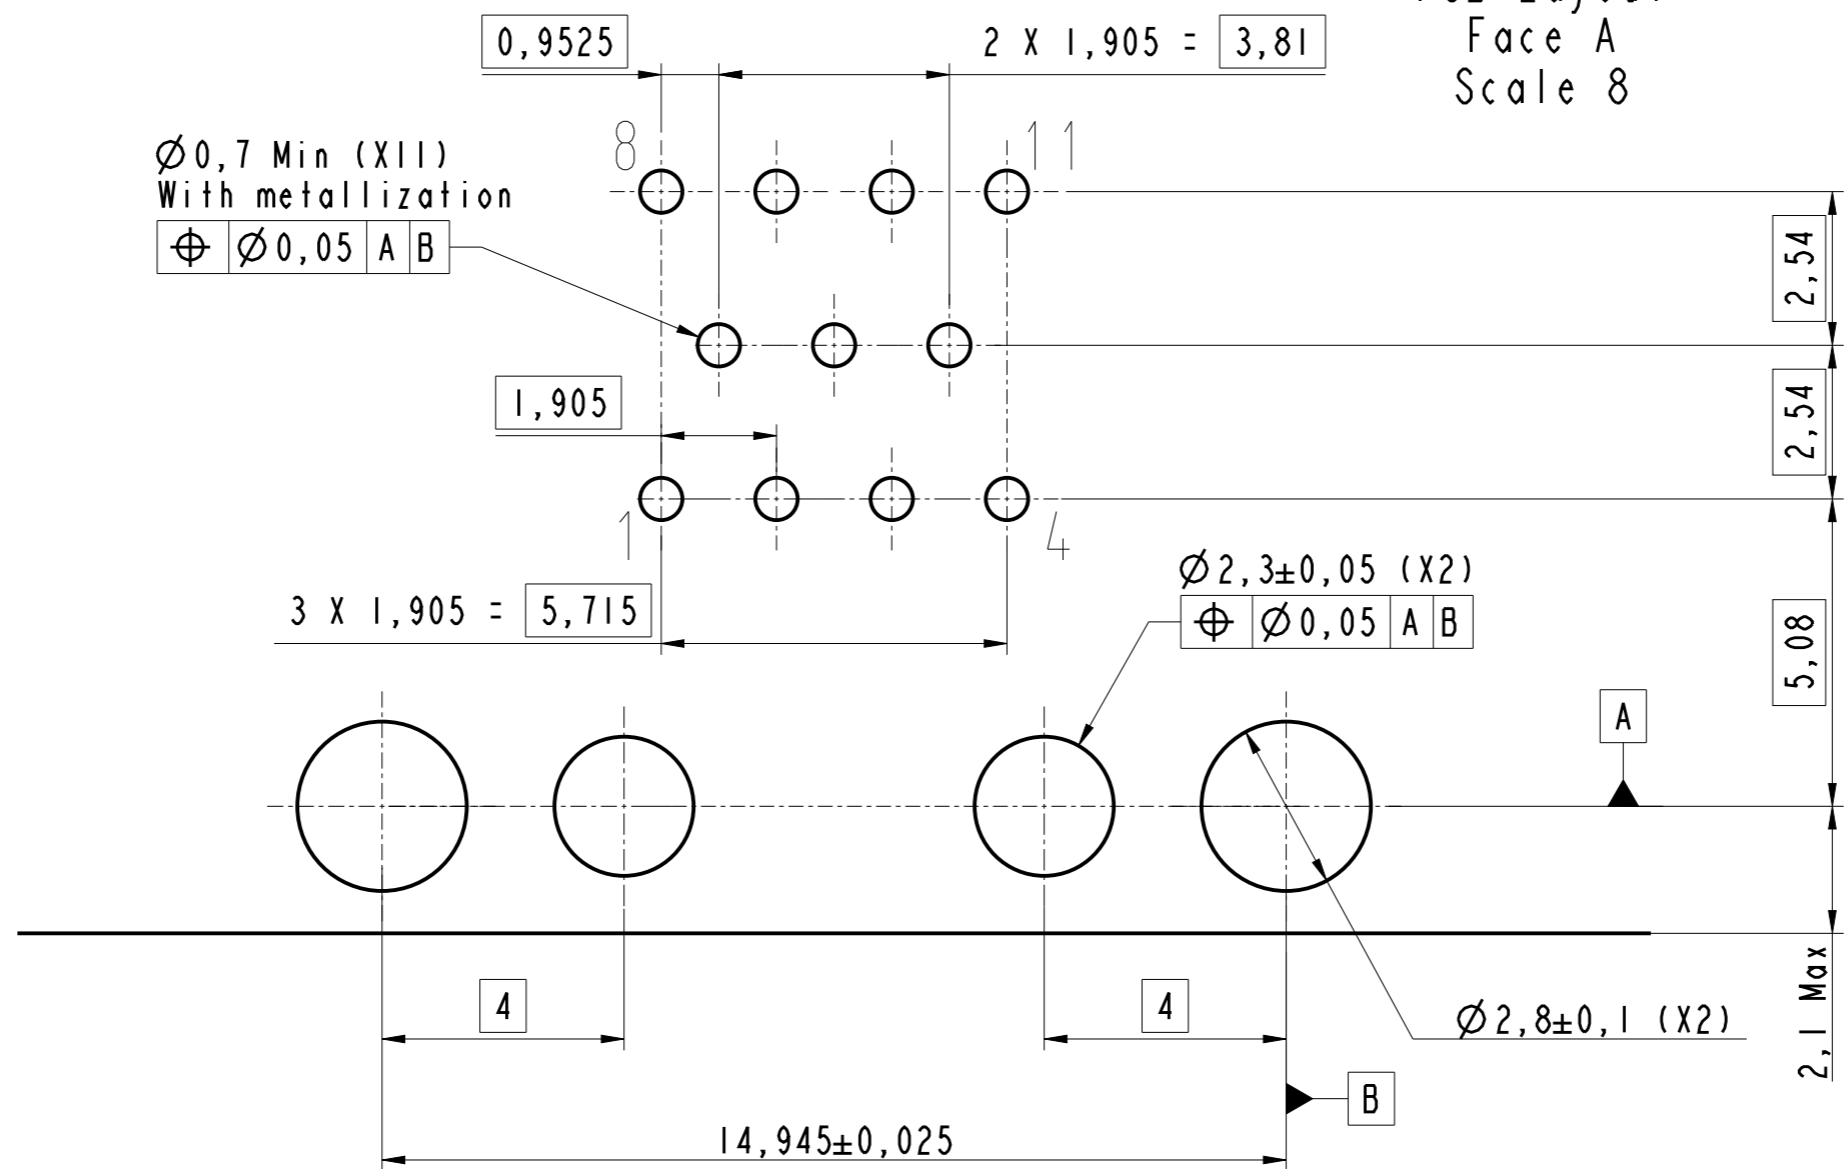 Face A
Scale 8
0,9525
2 X 1,905 = 3,81
8
11
Ø0,7 Min (X11)
With metallization
⌖ Ø0,05 A B
2,54
1,905
2,54
1
4
3 X 1,905 = 5,715
Ø2,3±0,05 (X2)
⌖ Ø0,05 A B
5,08
A
4
4
Ø2,8±0,1 (X2)
2,1 Max
B
14,945±0,025